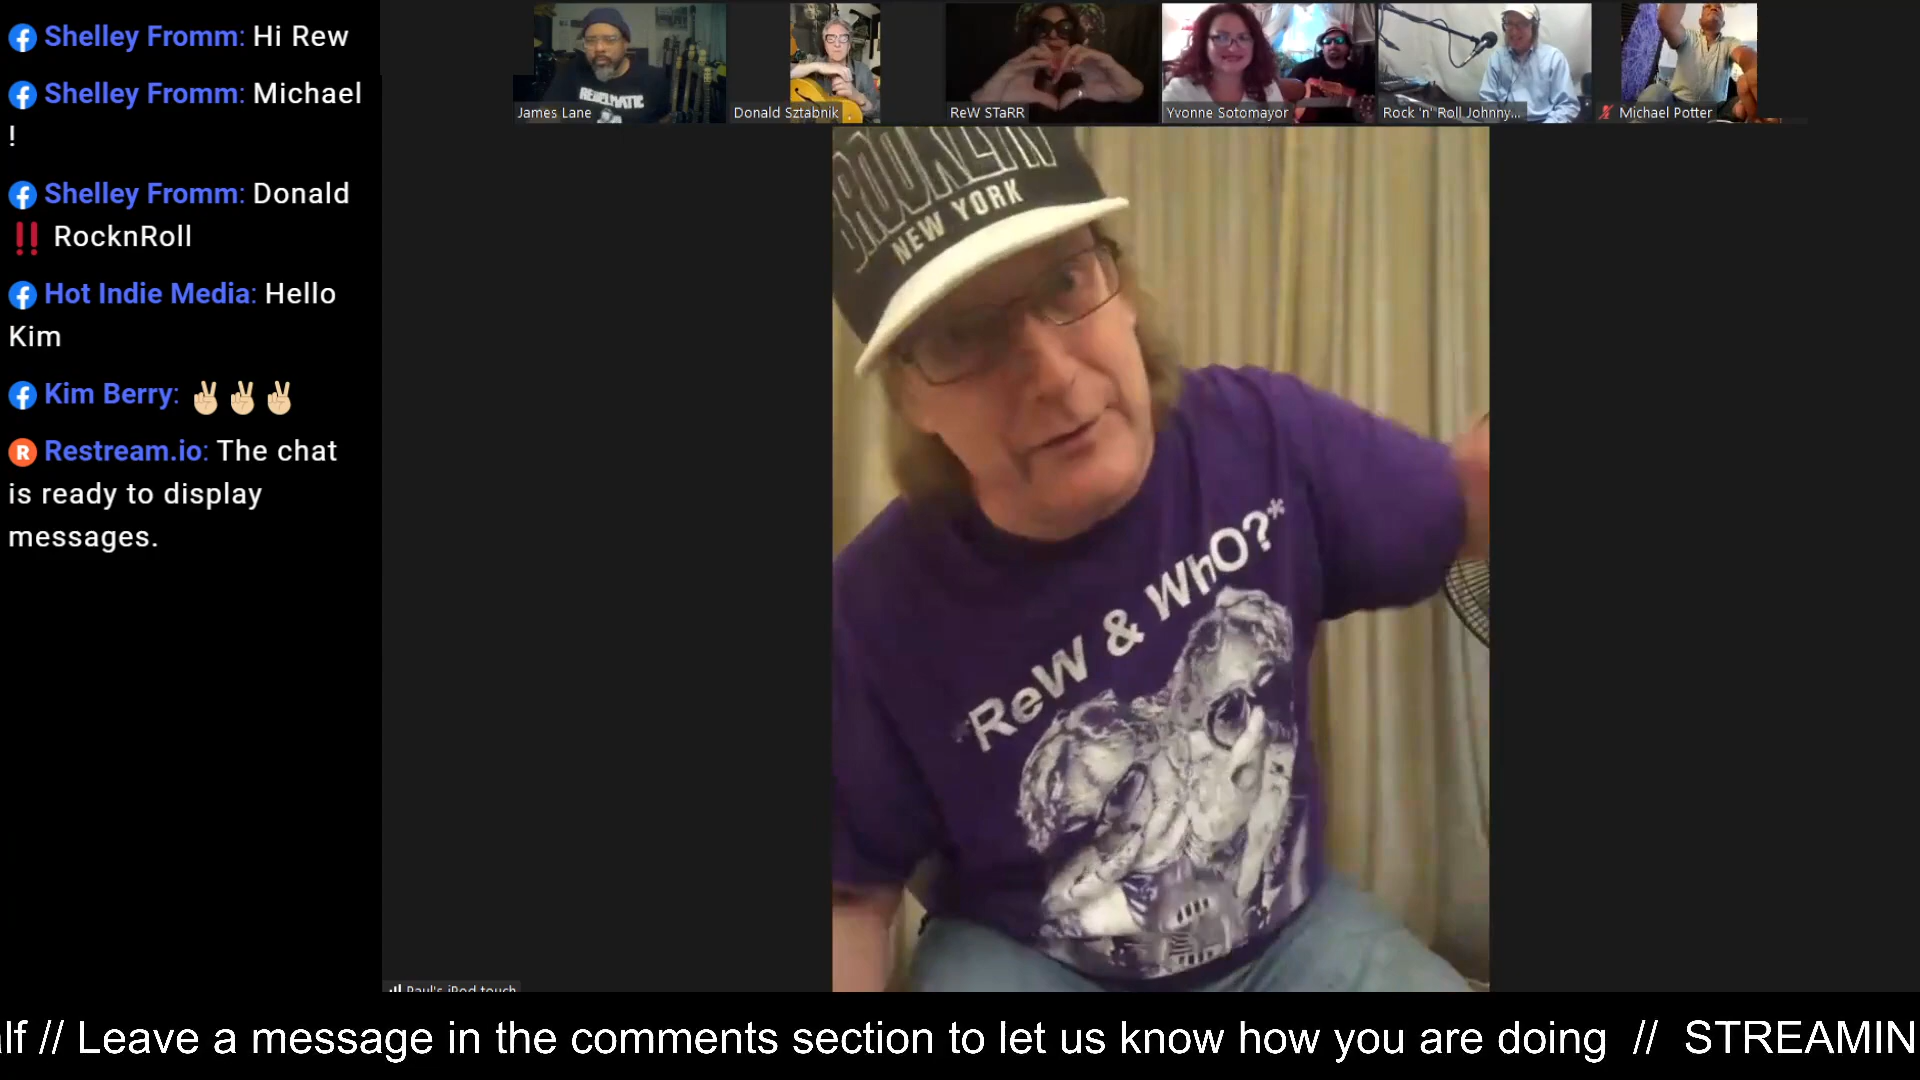 Shelley Fromm: Hi Rew
Shelley Fromm: Michael
!
Shelley Fromm: Donald
‼ RocknRoll
Hot Indie Media: Hello
Kim
Kim Berry: ✌🏻✌🏻✌🏻
R Restream.io: The chat
is ready to display
messages.
REBELMATIC
James Lane
Donald Sztabnik
ReW STaRR
Yvonne Sotomayor
Rock 'n' Roll Johnny...
Michael Potter
BROOKLYN
NEW YORK
*ReW & WhO?*
Paul's iPod touch
lf // Leave a message in the comments section to let us know how you are doing // STREAMIN